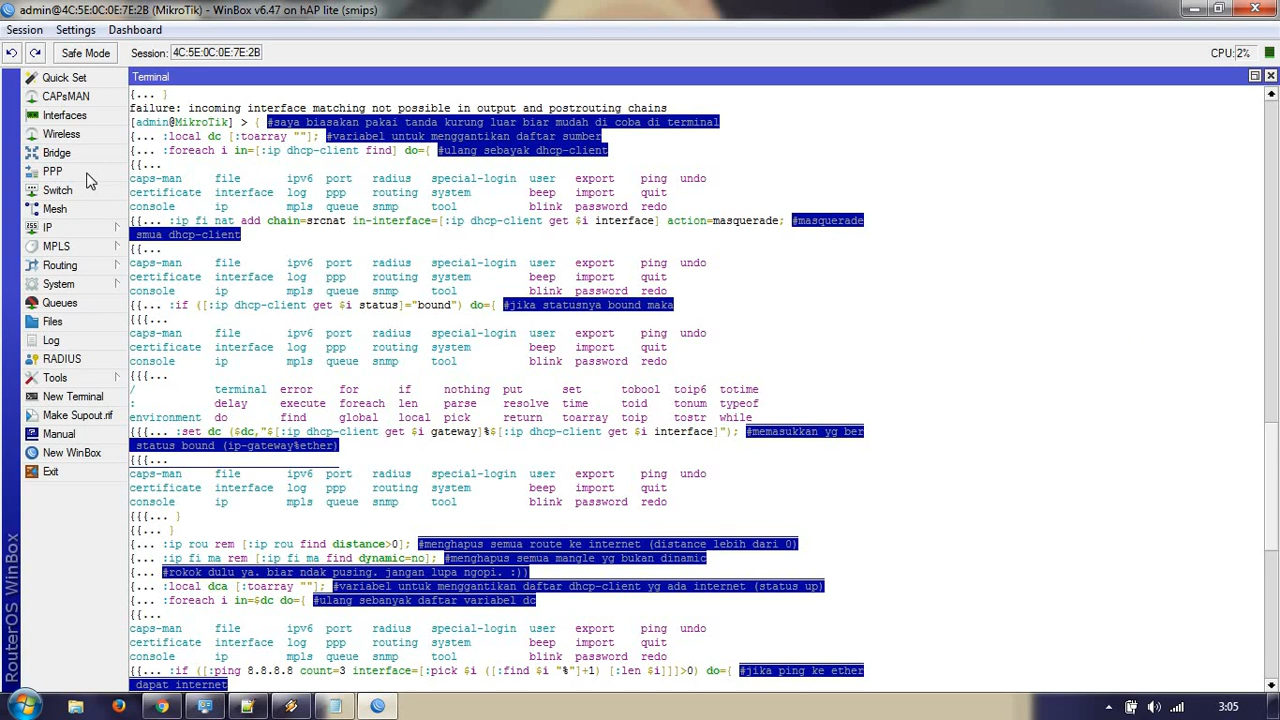 admin@4C:5E:0C:0E:7E:2B (MikroTik) - WinBox v6.47 on hAP lite (smips)
Session Settings Dashboard
Safe Mode Session: 4C:5E:0C:0E:7E:2B CPU:2%
Quick Set
CAPsMAN
Interfaces
Wireless
Bridge
PPP
Switch
Mesh
IP
MPLS
Routing
System
Queues
Files
Log
RADIUS
Tools
New Terminal
Make Supout.rif
Manual
New WinBox
Exit
RouterOS WinBox
Terminal
{... }
failure: incoming interface matching not possible in output and postrouting chains
[admin@MikroTik] > { #saya biasakan pakai tanda kurung luar biar mudah di coba di terminal
{... :local dc [:toarray ""]; #variabel untuk menggantikan daftar sumber
{... :foreach i in=[:ip dhcp-client find] do={ #ulang sebayak dhcp-client
{{...
caps-man file ipv6 port radius special-login user export ping undo
certificate interface log ppp routing system beep import quit
console ip mpls queue snmp tool blink password redo
{{... :ip fi nat add chain=srcnat in-interface=[:ip dhcp-client get $i interface] action=masquerade; #masquerade
smua dhcp-client
{{...
caps-man file ipv6 port radius special-login user export ping undo
certificate interface log ppp routing system beep import quit
console ip mpls queue snmp tool blink password redo
{{... :if ([:ip dhcp-client get $i status]="bound") do={ #jika statusnya bound maka
{{{...
caps-man file ipv6 port radius special-login user export ping undo
certificate interface log ppp routing system beep import quit
console ip mpls queue snmp tool blink password redo
{{{...
/ terminal error for if nothing put set tobool toip6 totime
: delay execute foreach len parse resolve time toid tonum typeof
environment do find global local pick return toarray toip tostr while
{{{... :set dc ($dc,"$[:ip dhcp-client get $i gateway]%$[:ip dhcp-client get $i interface]"); #memasukkan yg ber
status bound (ip-gateway%ether)
{{{...
caps-man file ipv6 port radius special-login user export ping undo
certificate interface log ppp routing system beep import quit
console ip mpls queue snmp tool blink password redo
{{{... }
{{... }
{... :ip rou rem [:ip rou find distance>0]; #menghapus semua route ke internet (distance lebih dari 0)
{... :ip fi ma rem [:ip fi ma find dynamic=no]; #menghapus semua mangle yg bukan dinamic
{... #rokok dulu ya. biar ndak pusing. jangan lupa ngopi. :))
{... :local dca [:toarray ""]; #variabel untuk menggantikan daftar dhcp-client yg ada internet (status up)
{... :foreach i in=$dc do={ #ulang sebanyak daftar variabel dc
{{...
caps-man file ipv6 port radius special-login user export ping undo
certificate interface log ppp routing system beep import quit
console ip mpls queue snmp tool blink password redo
{{... :if ([:ping 8.8.8.8 count=3 interface=[:pick $i ([:find $i "%"]+1) [:len $i]]]>0) do={ #jika ping ke ether
dapat internet
3:05